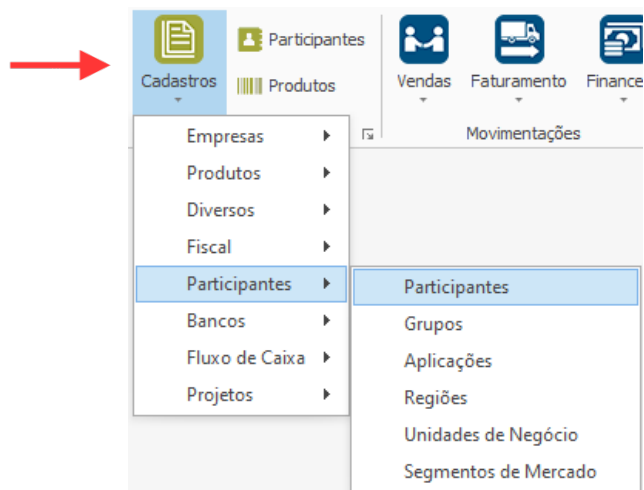 Participantes
Cadastros
Produtos
Vendas
Faturamento
Finance
Movimentações
Empresas
Produtos
Diversos
Fiscal
Participantes
Bancos
Fluxo de Caixa
Projetos
Participantes
Grupos
Aplicações
Regiões
Unidades de Negócio
Segmentos de Mercado